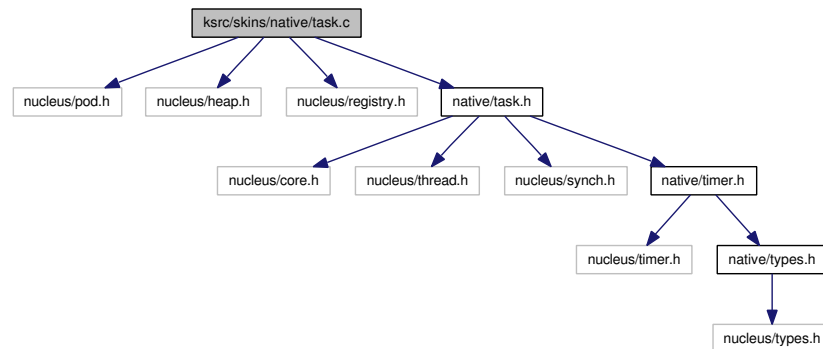 ksrc/skins/native/task.c
nucleus/pod.h
nucleus/heap.h
nucleus/registry.h
native/task.h
nucleus/core.h
nucleus/thread.h
nucleus/synch.h
native/timer.h
nucleus/timer.h
native/types.h
nucleus/types.h